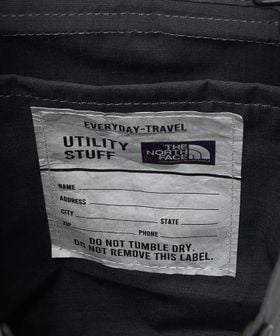 EVERYDAY-TRAVEL
UTILITY
STUFF
THE
NORTH
FACE
NAME
ADDRESS
CITY STATE
ZIP PHONE
DO NOT TUMBLE DRY.
DO NOT REMOVE THIS LABEL.